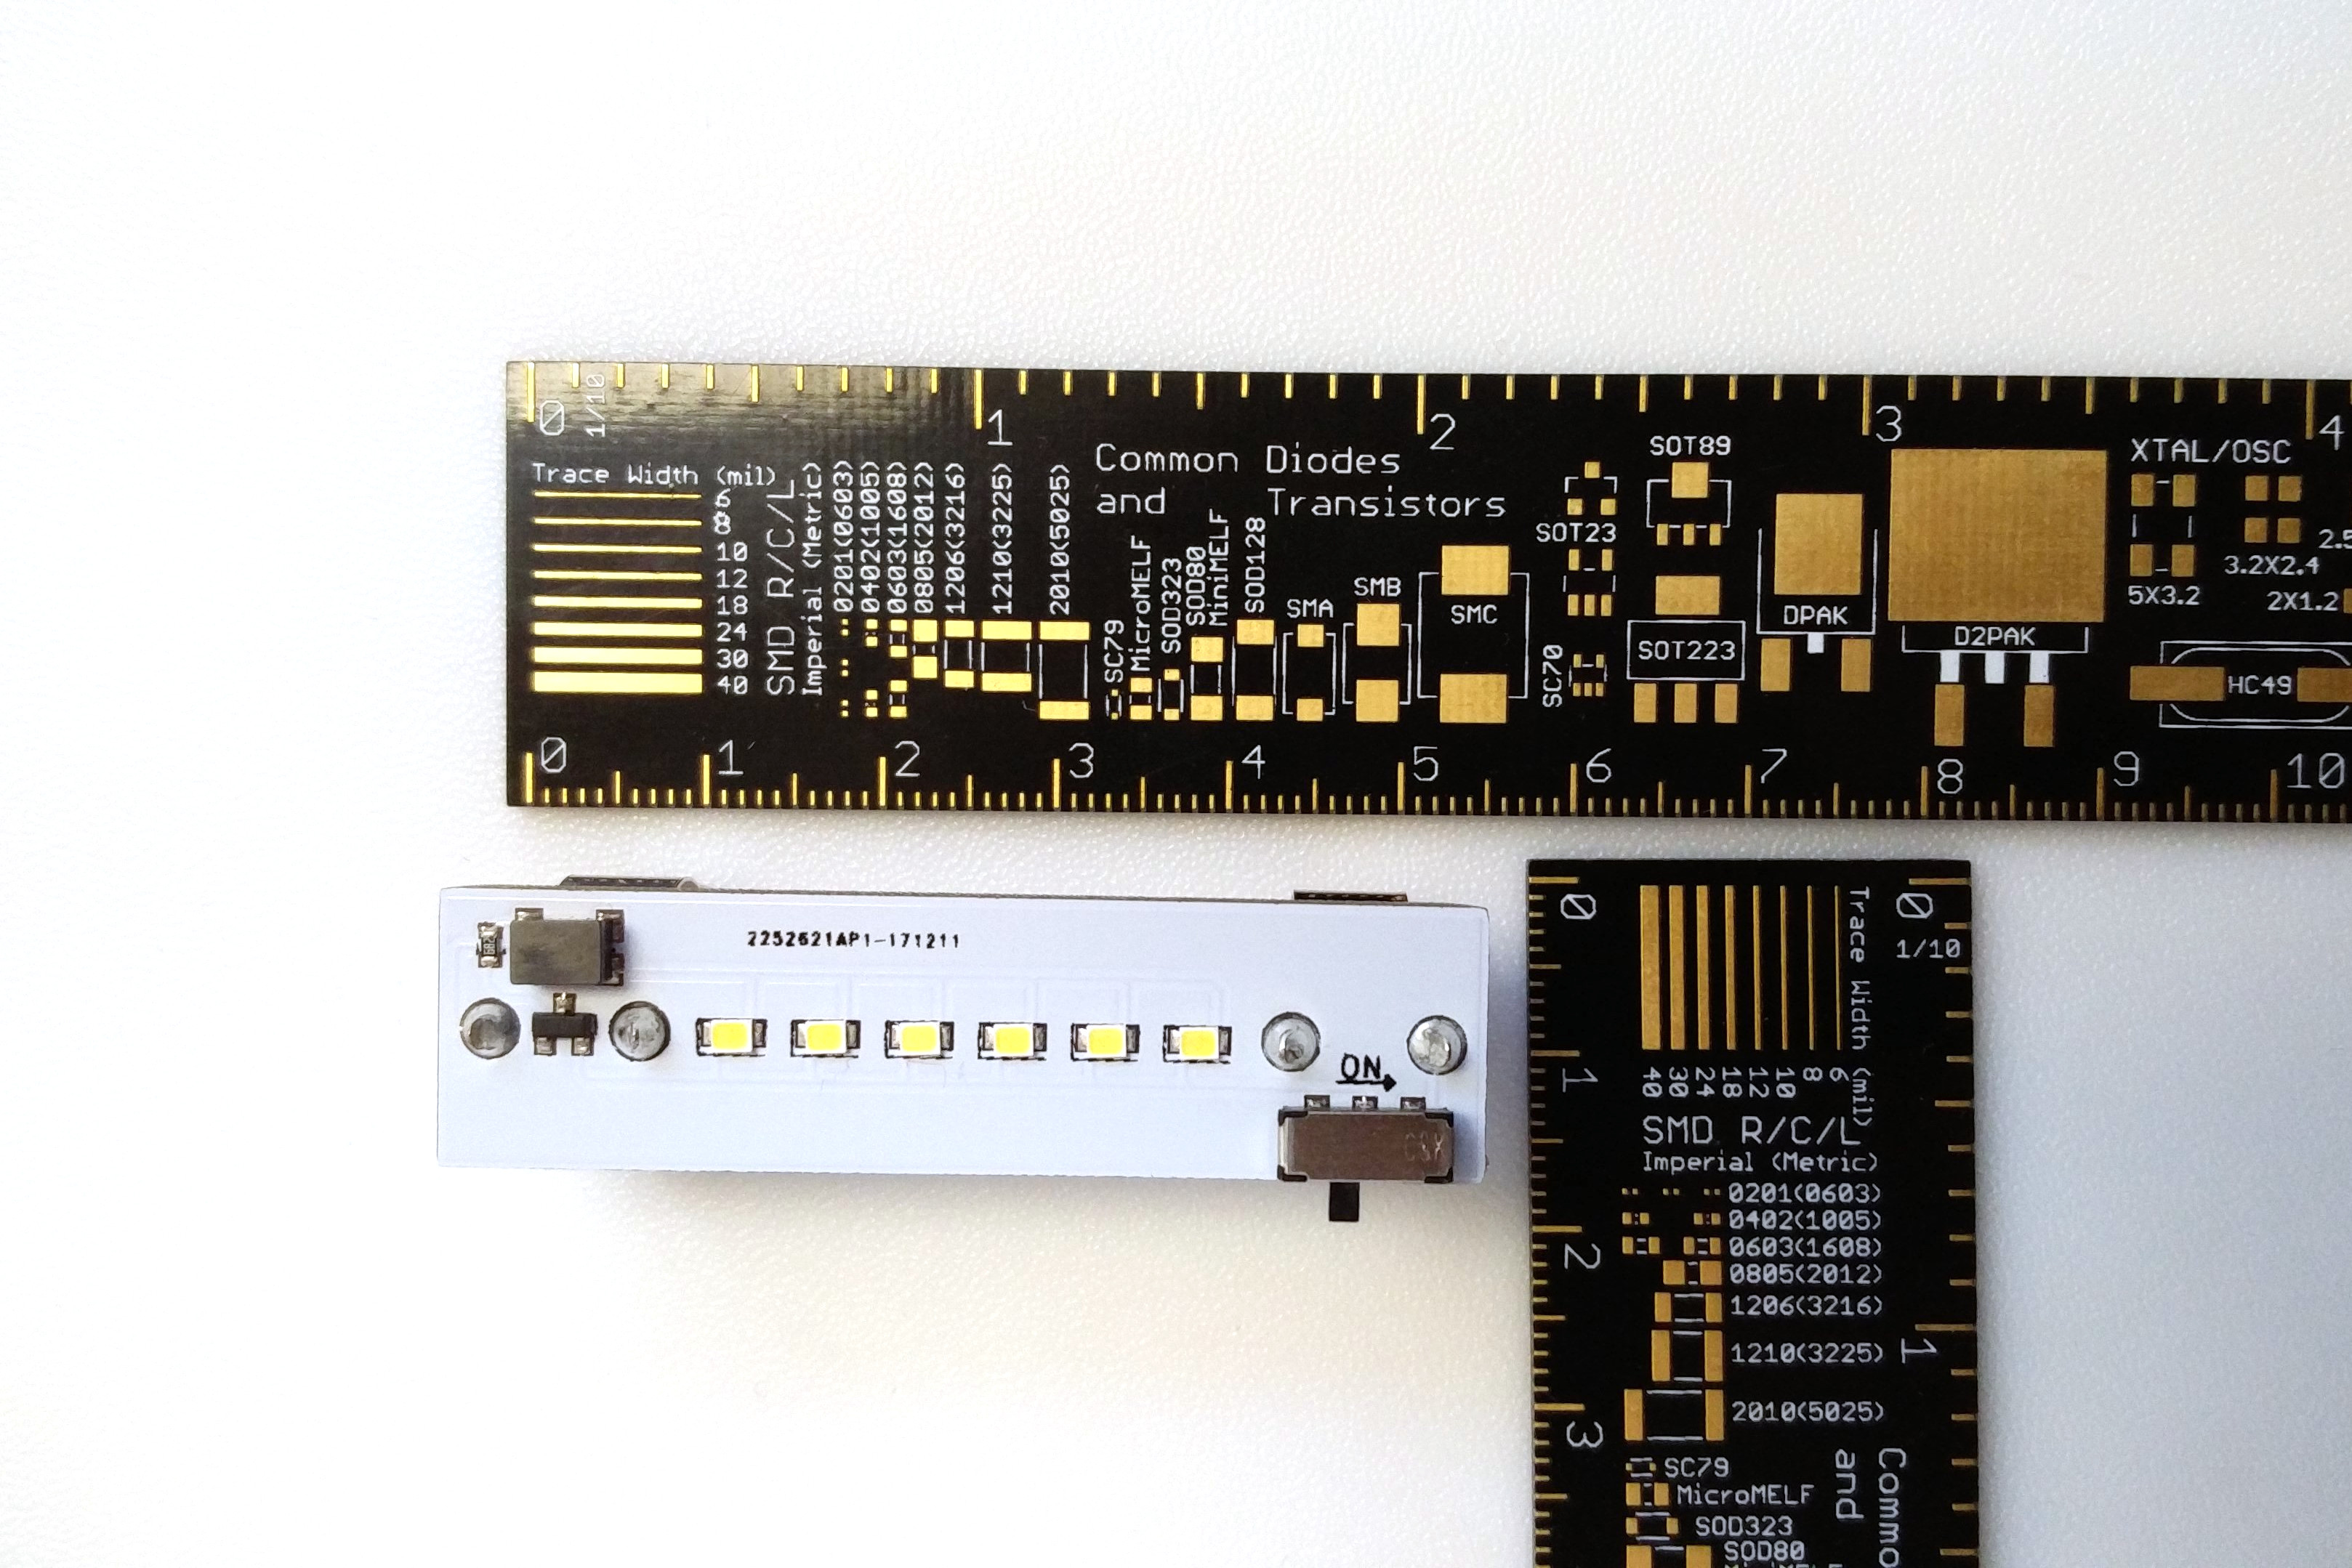 0 1 2 3 4
1/10
Trace Width (mil)
6
8
10
12
18
24
30
40
SMD R/C/L
Imperial (Metric)
0201(0603)
0402(1005)
0603(1608)
0805(2012)
1206(3216)
1210(3225)
2010(5025)
Common Diodes
and Transistors
SC79
MicroMELF
SOD323
SOD80
MiniMELF
SOD128
SMA
SMB
SMC
SOT23
SC70
SOT89
SOT223
DPAK
D2PAK
XTAL/OSC
5X3.2
3.2X2.4
2X1.2
HC49
0 1 2 3 4 5 6 7 8 9 10
2252621AP1-171211
ON
C8X
0 0
1/10
Trace Width (mil)
40 30 24 18 12 10 8 6
1
SMD R/C/L
Imperial (Metric)
0201(0603)
0402(1005)
2
0603(1608)
0805(2012)
1206(3216)
1210(3225)
1
2010(5025)
3
Commo
and
SC79
MicroMELF
SOD323
SOD80